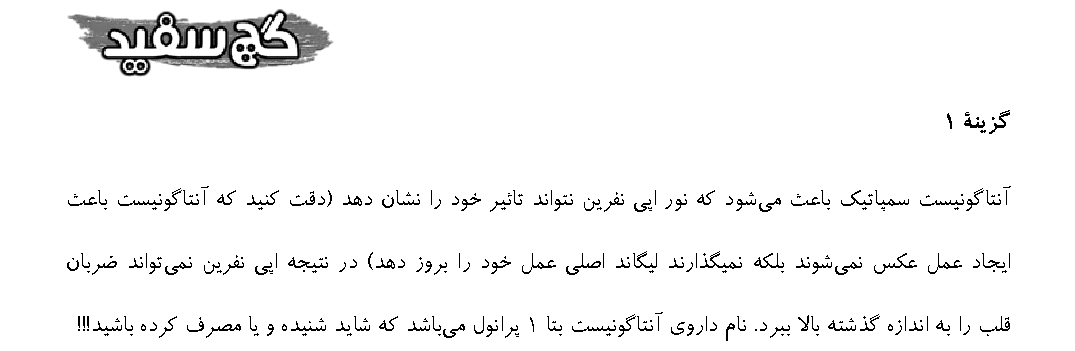 گچ سفید
گزینهٔ ۱
آنتاگونیست سمپاتیک باعث می‌شود که نور اپی نفرین نتواند تاثیر خود را نشان دهد (دقت کنید که آنتاگونیست باعث
ایجاد عمل عکس نمی‌شوند بلکه نمیگذارند لیگاند اصلی عمل خود را بروز دهد) در نتیجه اپی نفرین نمی‌تواند ضربان
قلب را به اندازه گذشته بالا ببرد. نام داروی آنتاگونیست بتا ۱ پرانول می‌باشد که شاید شنیده و یا مصرف کرده باشید!!!